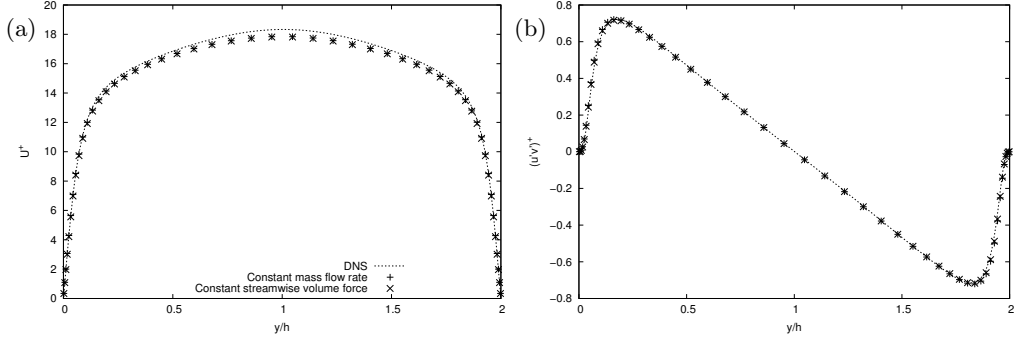 (a)
20
18
16
14
12
10
8
6
4
2
0
U+
DNS
Constant mass flow rate
Constant streamwise volume force
0 0.5 1 1.5 2
y/h
(b)
0.8
0.6
0.4
0.2
0
−0.2
−0.4
−0.6
−0.8
(u'v')+
0 0.5 1 1.5 2
y/h